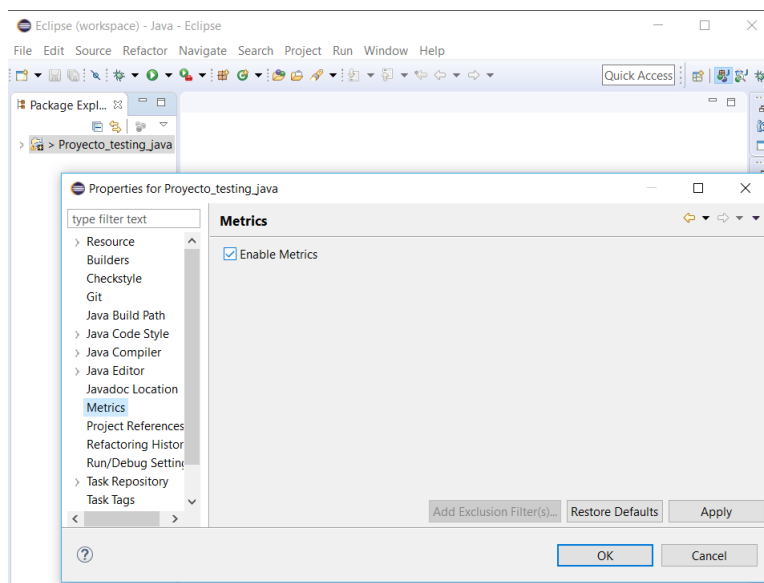 Eclipse (workspace) - Java - Eclipse
File Edit Source Refactor Navigate Search Project Run Window Help
Quick Access
Package Expl...
> Proyecto_testing_java
Properties for Proyecto_testing_java
type filter text
Metrics
Resource
Enable Metrics
Builders
Checkstyle
Git
Java Build Path
Java Code Style
Java Compiler
Java Editor
Javadoc Location
Metrics
Project References
Refactoring Histor
Run/Debug Setting
Task Repository
Task Tags
Add Exclusion Filter(s)... Restore Defaults Apply
OK Cancel